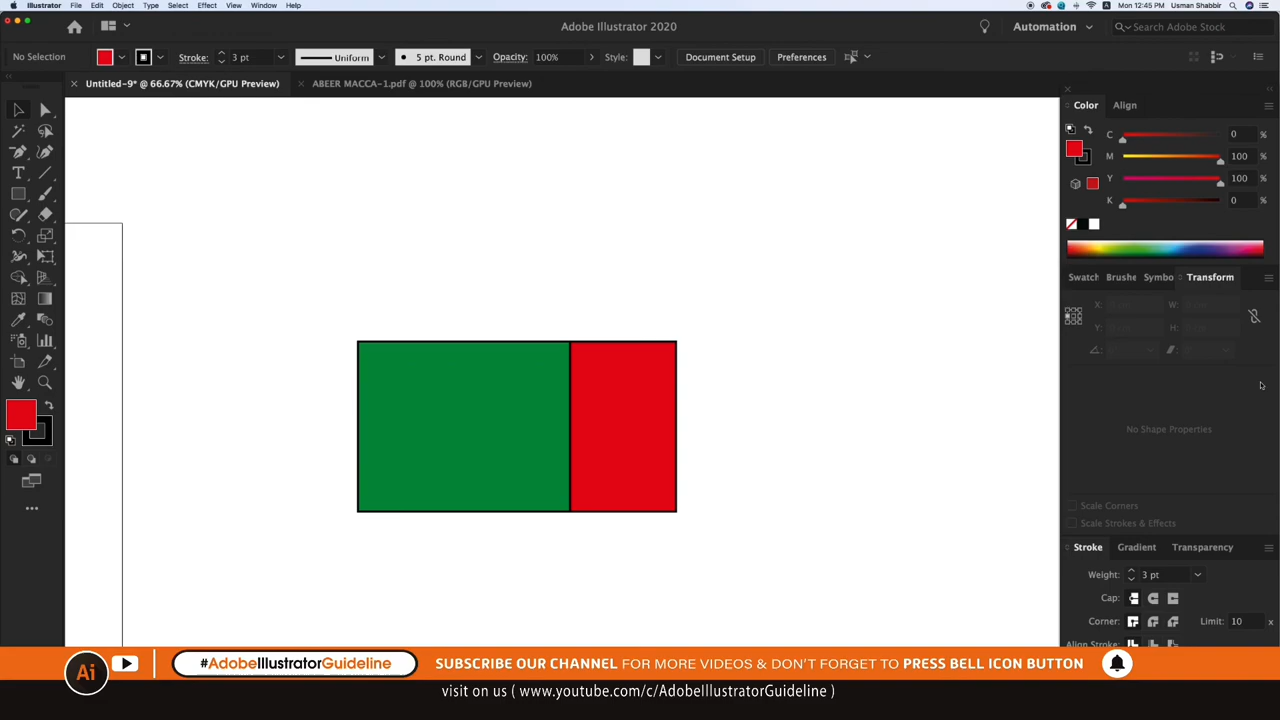 Illustrator File Edit Object Type Select Effect View Window Help
Mon 12:45 PM Usman Shabbir
Adobe Illustrator 2020
Automation
Search Adobe Stock
No Selection
Stroke: 3 pt
Uniform
5 pt. Round
Opacity: 100%
Style:
Document Setup
Preferences
Untitled-9* @ 66.67% (CMYK/GPU Preview)
ABEER MACCA-1.pdf @ 100% (RGB/GPU Preview)
Color Align
C 0 %
M 100 %
Y 100 %
K 0 %
Swatch Brushe Symbo Transform
X: W:
Y: H:
No Shape Properties
Scale Corners
Scale Strokes & Effects
Stroke Gradient Transparency
Weight: 3 pt
Cap:
Corner: Limit: 10 x
Align Stroke:
Ai
#AdobeIllustratorGuideline
SUBSCRIBE OUR CHANNEL FOR MORE VIDEOS & DON'T FORGET TO PRESS BELL ICON BUTTON
visit on us ( www.youtube.com/c/AdobeIllustratorGuideline )